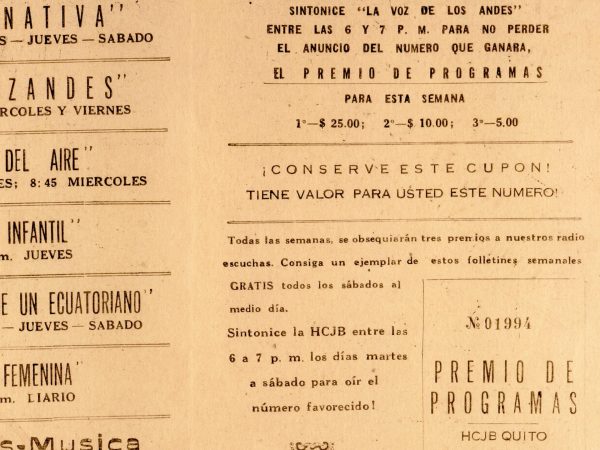 NATIVA"
S — JUEVES — SABADO
ZANDES"
RCOLES Y VIERNES
DEL AIRE"
ES; 8:45 MIERCOLES
INFANTIL"
m. JUEVES
E UN ECUATORIANO"
— JUEVES — SABADO
FEMENINA"
m. LIARIO
s-Musica
SINTONICE "LA VOZ DE LOS ANDES"
ENTRE LAS 6 Y 7 P. M. PARA NO PERDER
EL ANUNCIO DEL NUMERO QUE GANARA,
EL PREMIO DE PROGRAMAS
PARA ESTA SEMANA
1º—$ 25.00; 2º—$ 10.00; 3º—5.00
¡CONSERVE ESTE CUPON!
TIENE VALOR PARA USTED ESTE NUMERO!
Todas las semanas, se obsequiarán tres premios a nuestros radio
escuchas. Consiga un ejemplar de estos folletines semanales
GRATIS todos los sábados al
medio día.
Sintonice la HCJB entre las
6 a 7 p. m. los días martes
a sábado para oír el
número favorecido!
№ 01994
PREMIO DE
PROGRAMAS
HCJB QUITO